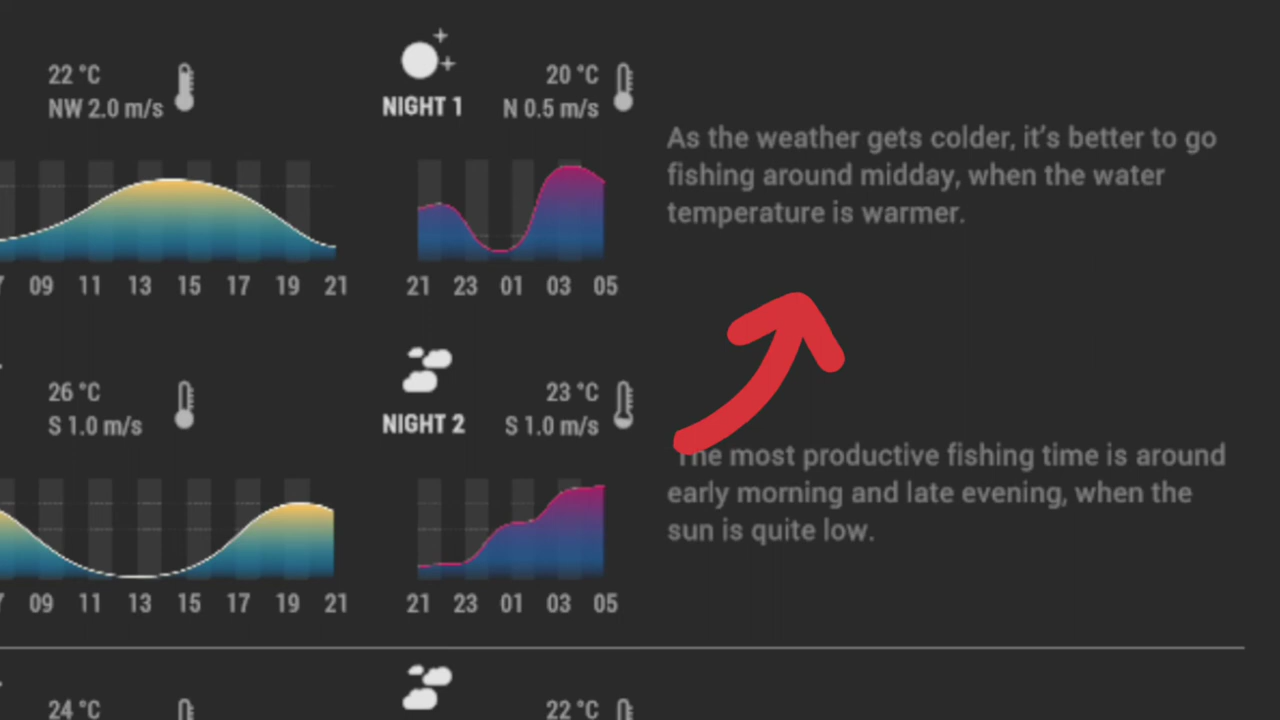 22 °C
NW 2.0 m/s
NIGHT 1
20 °C
N 0.5 m/s
As the weather gets colder, it's better to go
fishing around midday, when the water
temperature is warmer.
09 11 13 15 17 19 21
21 23 01 03 05
26 °C
S 1.0 m/s
NIGHT 2
23 °C
S 1.0 m/s
The most productive fishing time is around
early morning and late evening, when the
sun is quite low.
09 11 13 15 17 19 21
21 23 01 03 05
24 °C
22 °C